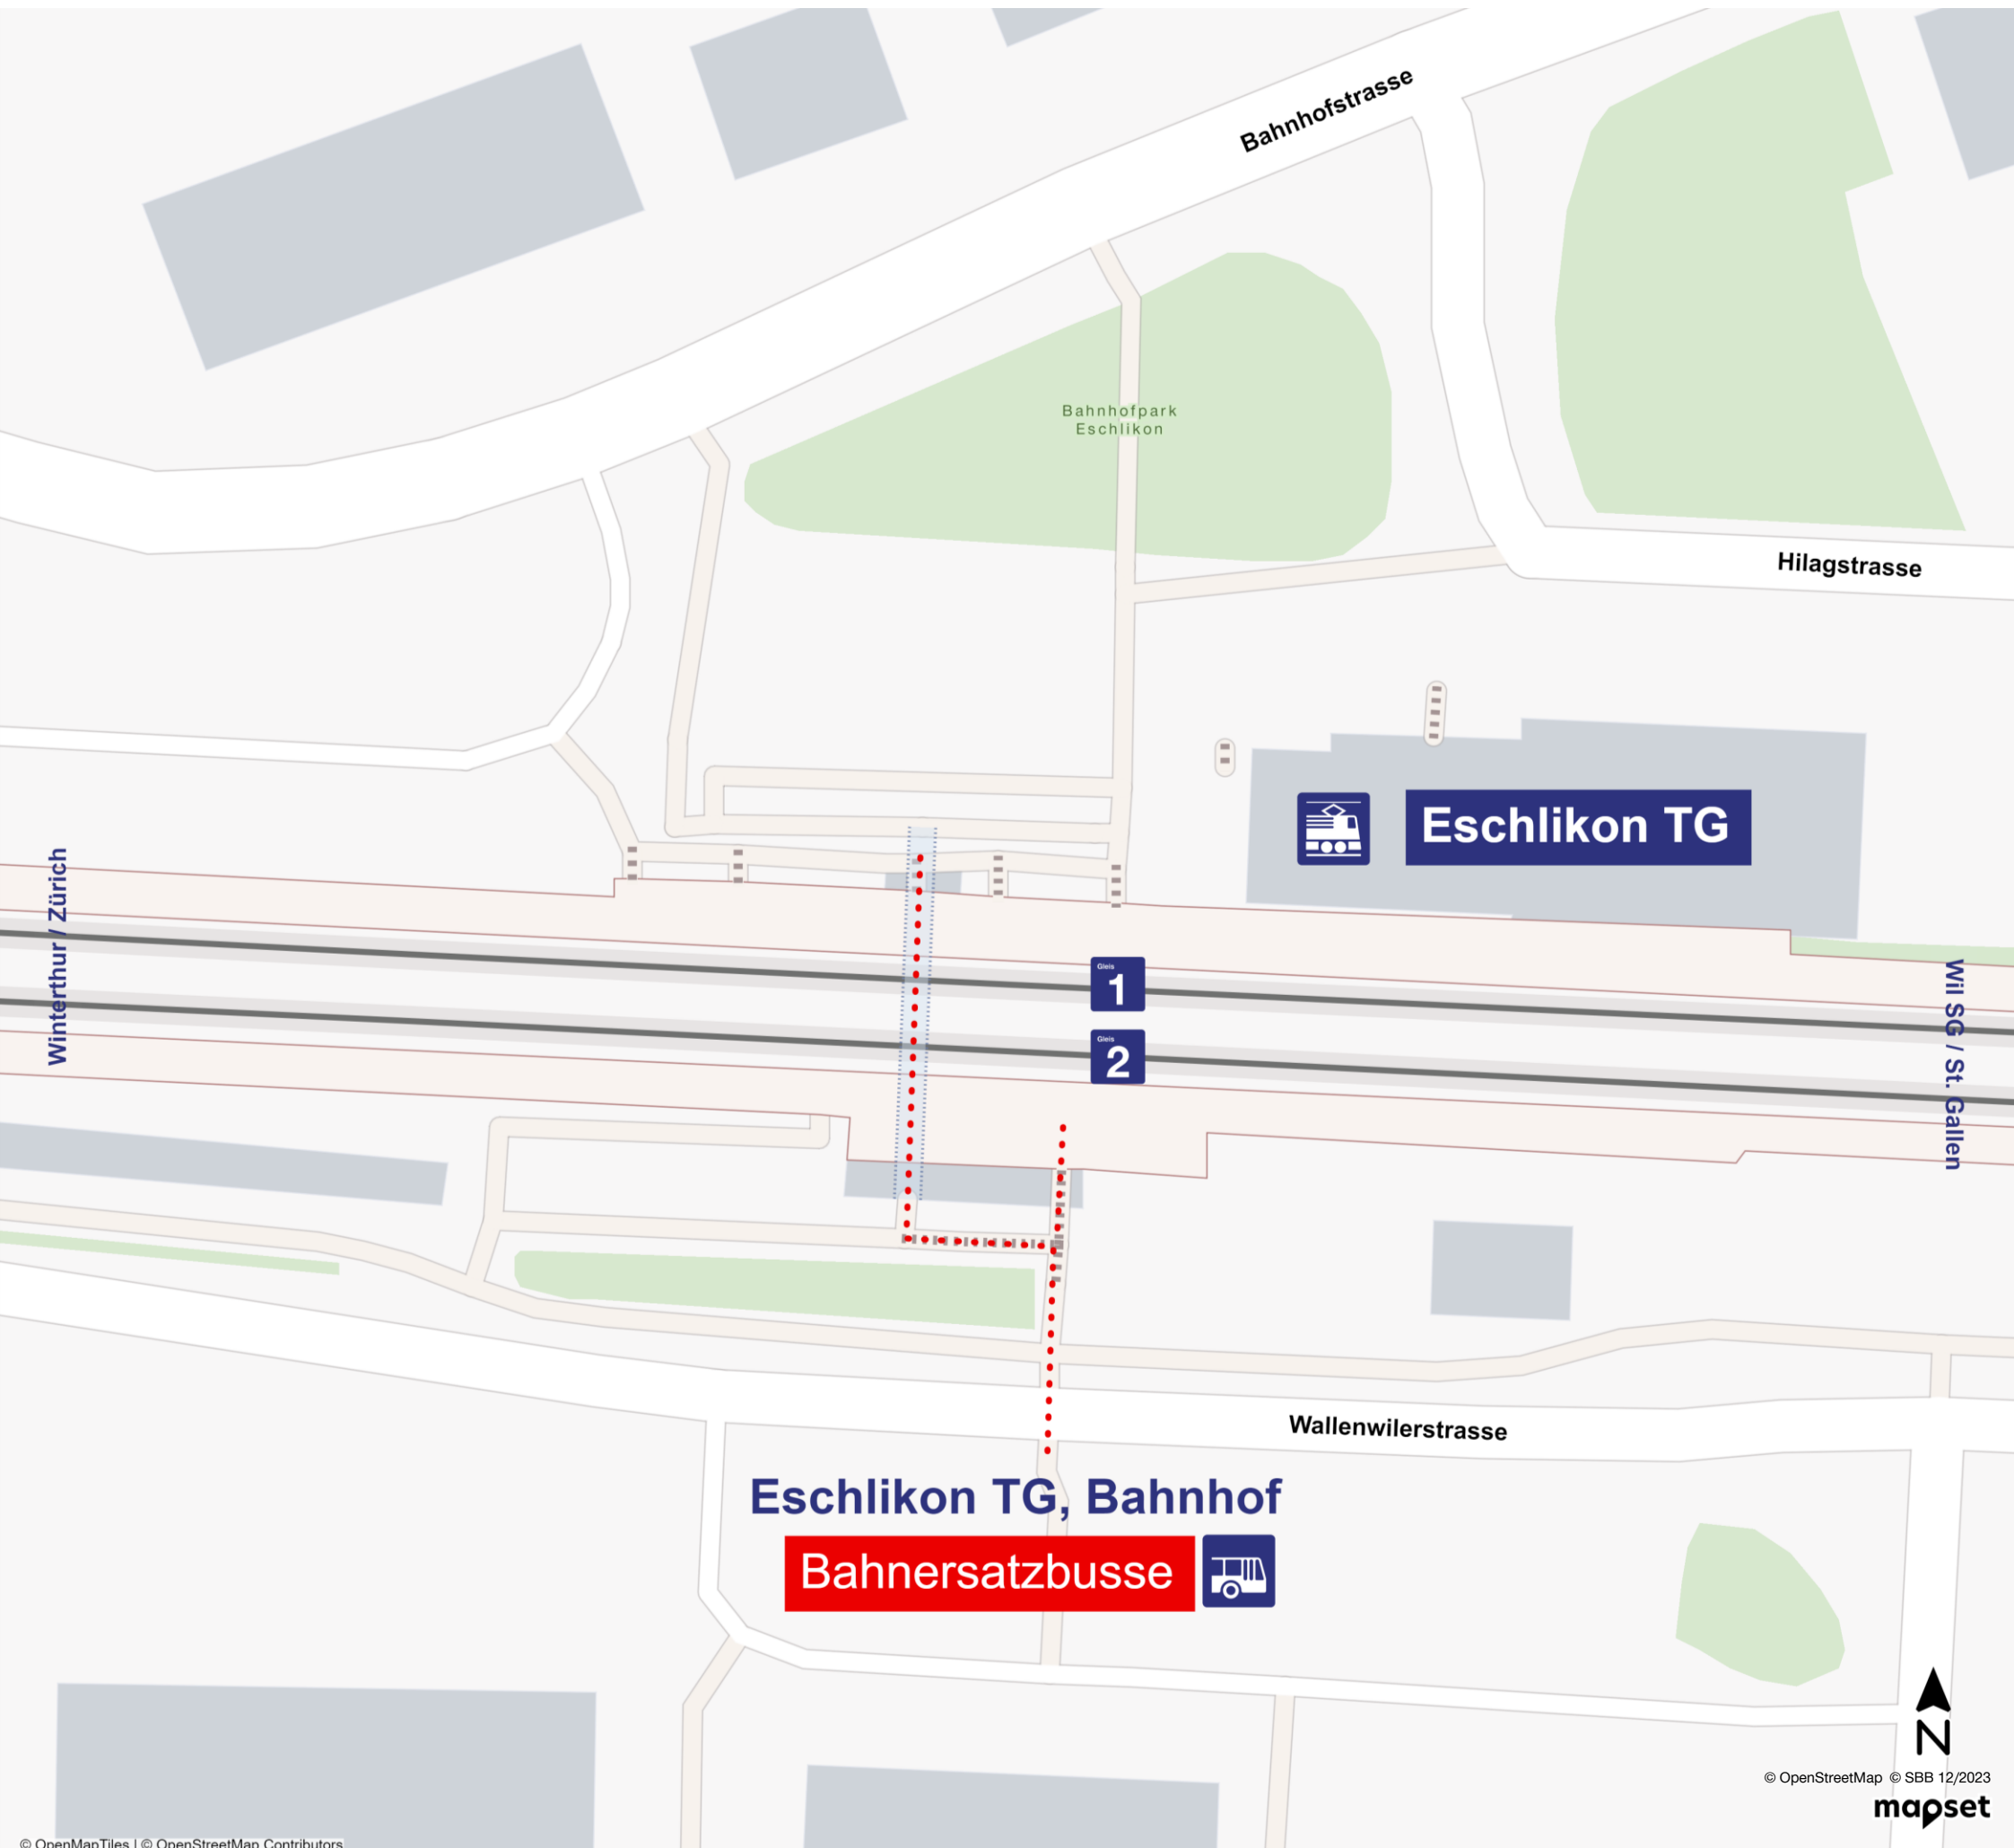 Bahnhofstrasse
Bahnhofpark
Eschlikon
Hilagstrasse
Eschlikon TG
Winterthur / Zürich
Wil SG / St. Gallen
Gleis
1
Gleis
2
Wallenwilerstrasse
Eschlikon TG, Bahnhof
Bahnersatzbusse
N
© OpenStreetMap © SBB 12/2023
mapset
© OpenMapTiles | © OpenStreetMap Contributors